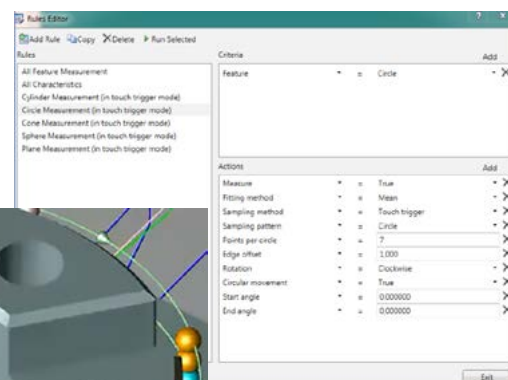 Rules Editor
Add Rule Copy Delete Run Selected
Rules
All Feature Measurement
All Characteristics
Cylinder Measurement (in touch trigger mode)
Circle Measurement (in touch trigger mode)
Cone Measurement (in touch trigger mode)
Sphere Measurement (in touch trigger mode)
Plane Measurement (in touch trigger mode)
Criteria Add
Feature = Circle
Actions Add
Measure = True
Fitting method = Mean
Sampling method = Touch trigger
Sampling pattern = Circle
Points per circle = 7
Edge offset = 1.000
Rotation = Clockwise
Circular movement = True
Start angle = 0.000000
End angle = 0.000000
Exit